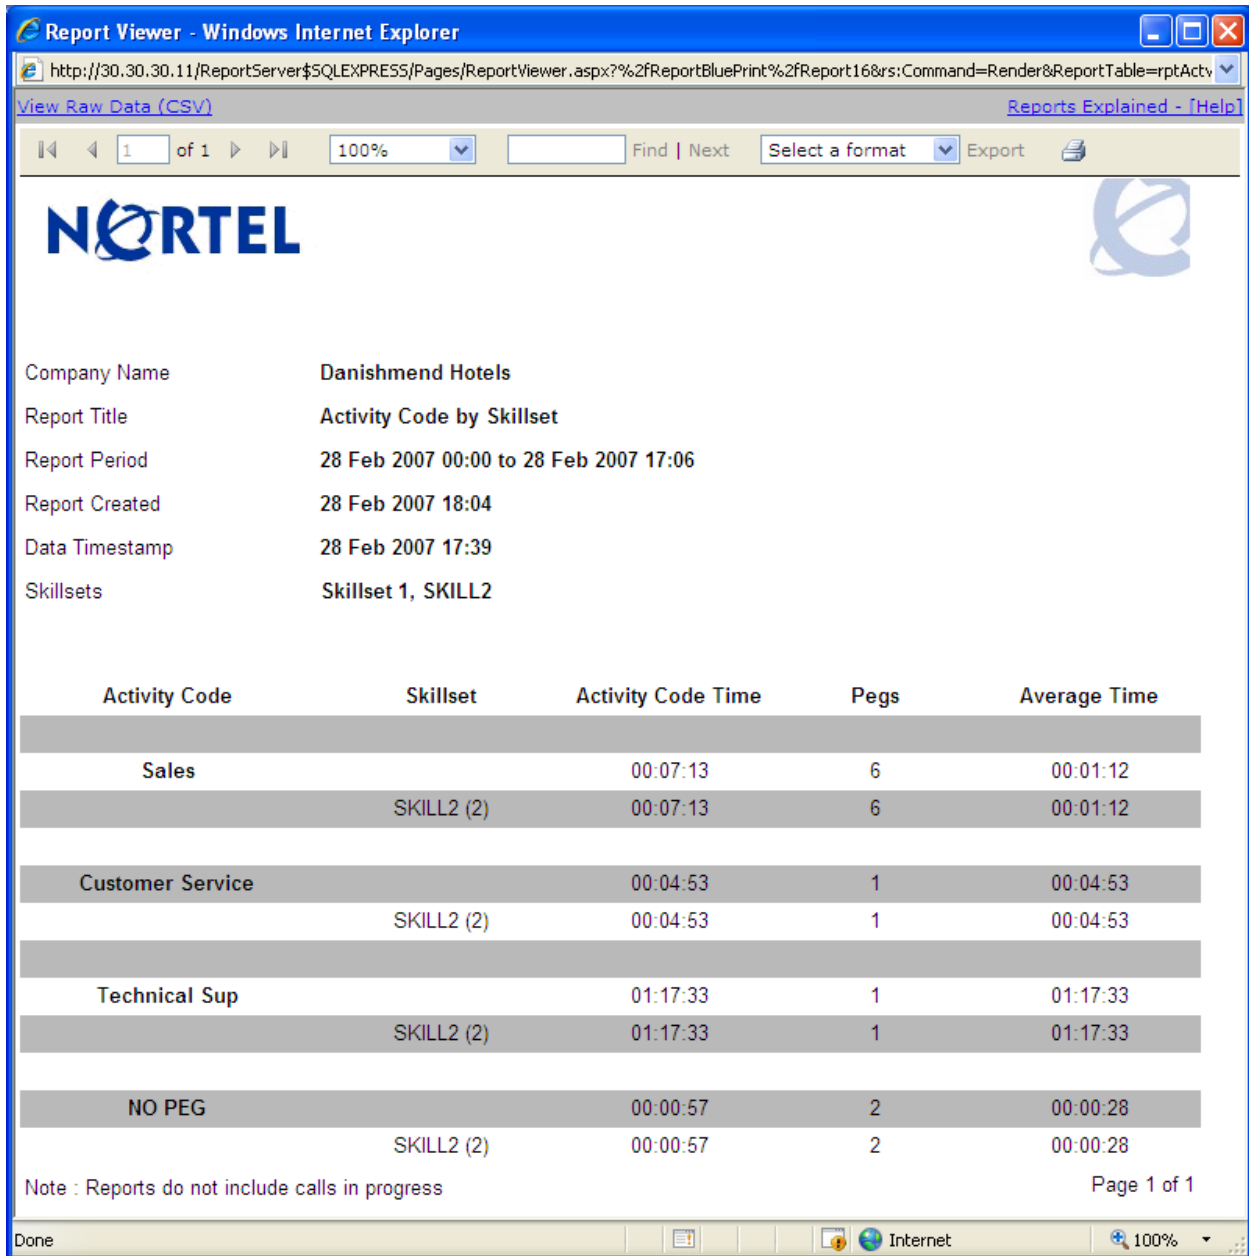 Report Viewer - Windows Internet Explorer
http://30.30.30.11/ReportServer$SQLEXPRESS/Pages/ReportViewer.aspx?%2fReportBluePrint%2fReport16&rs:Command=Render&ReportTable=rptActv
View Raw Data (CSV) Reports Explained - [Help]
1 of 1 100% Find | Next Select a format Export
NORTEL
Company Name Danishmend Hotels
Report Title Activity Code by Skillset
Report Period 28 Feb 2007 00:00 to 28 Feb 2007 17:06
Report Created 28 Feb 2007 18:04
Data Timestamp 28 Feb 2007 17:39
Skillsets Skillset 1, SKILL2
Activity Code Skillset Activity Code Time Pegs Average Time
Sales 00:07:13 6 00:01:12
SKILL2 (2) 00:07:13 6 00:01:12
Customer Service 00:04:53 1 00:04:53
SKILL2 (2) 00:04:53 1 00:04:53
Technical Sup 01:17:33 1 01:17:33
SKILL2 (2) 01:17:33 1 01:17:33
NO PEG 00:00:57 2 00:00:28
SKILL2 (2) 00:00:57 2 00:00:28
Note : Reports do not include calls in progress Page 1 of 1
Done Internet 100%